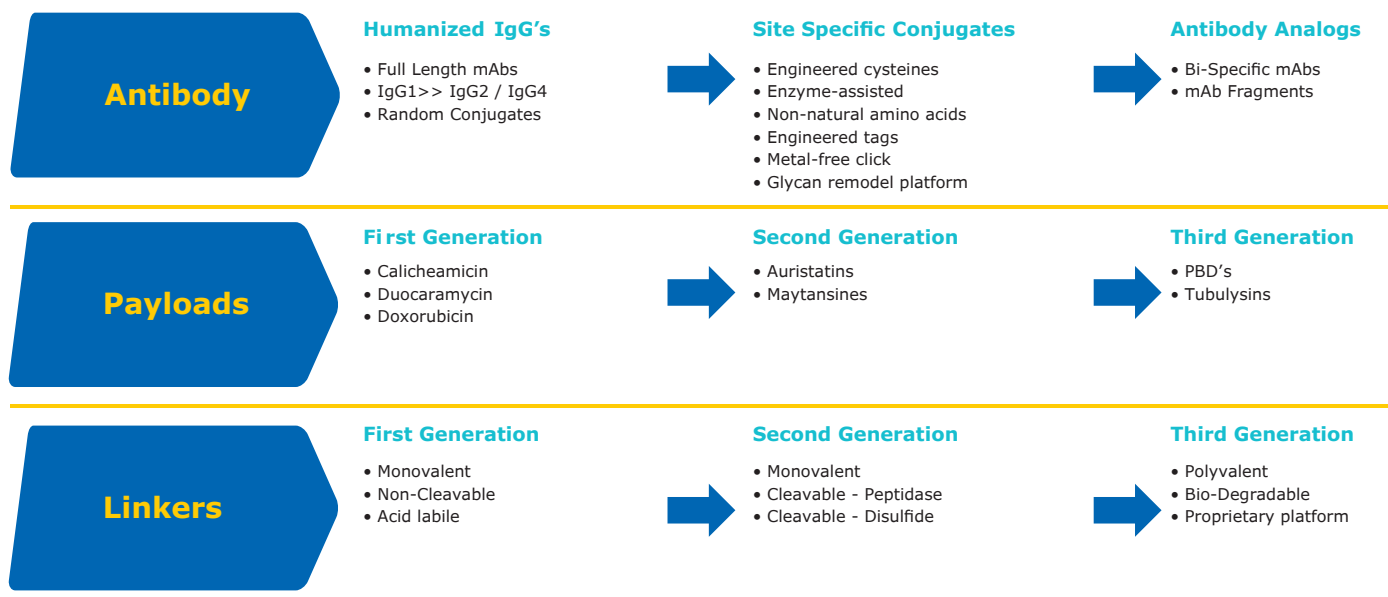 Antibody
Humanized IgG's
• Full Length mAbs
• IgG1>> IgG2 / IgG4
• Random Conjugates
Site Specific Conjugates
• Engineered cysteines
• Enzyme-assisted
• Non-natural amino acids
• Engineered tags
• Metal-free click
• Glycan remodel platform
Antibody Analogs
• Bi-Specific mAbs
• mAb Fragments
Payloads
First Generation
• Calicheamicin
• Duocaramycin
• Doxorubicin
Second Generation
• Auristatins
• Maytansines
Third Generation
• PBD's
• Tubulysins
Linkers
First Generation
• Monovalent
• Non-Cleavable
• Acid labile
Second Generation
• Monovalent
• Cleavable - Peptidase
• Cleavable - Disulfide
Third Generation
• Polyvalent
• Bio-Degradable
• Proprietary platform